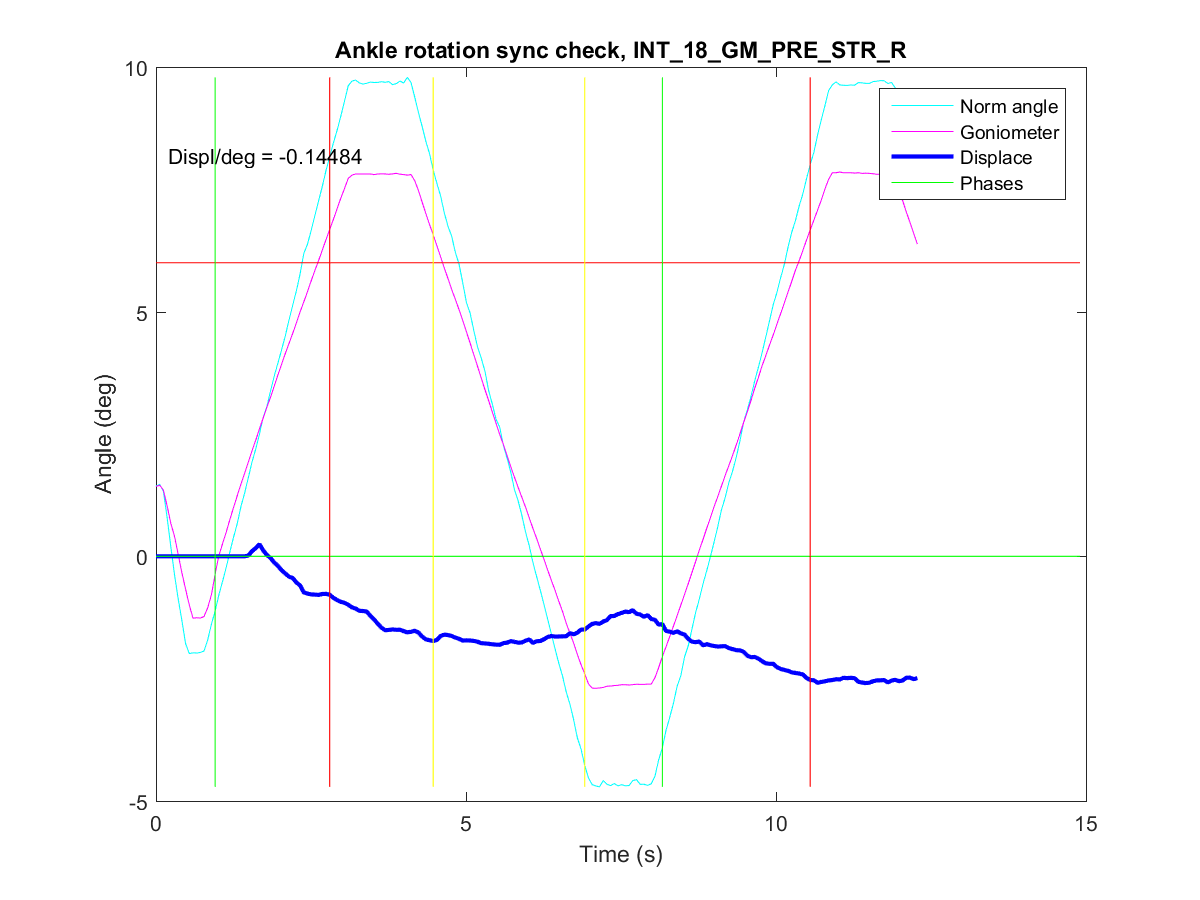 Ankle rotation sync check, INT_18_GM_PRE_STR_R
10
Norm angle
Goniometer
Displace
Phases
Displ/deg = -0.14484
5
Angle (deg)
0
-5
0
5
10
15
Time (s)